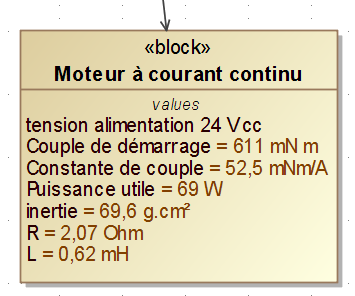 «block»
Moteur à courant continu
values
tension alimentation 24 Vcc
Couple de démarrage = 611 mN m
Constante de couple = 52,5 mNm/A
Puissance utile = 69 W
inertie = 69,6 g.cm²
R = 2,07 Ohm
L = 0,62 mH